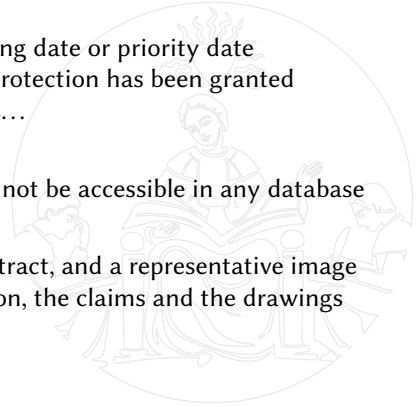 ng date or priority date
rotection has been granted
…
not be accessible in any database
tract, and a representative image
on, the claims and the drawings